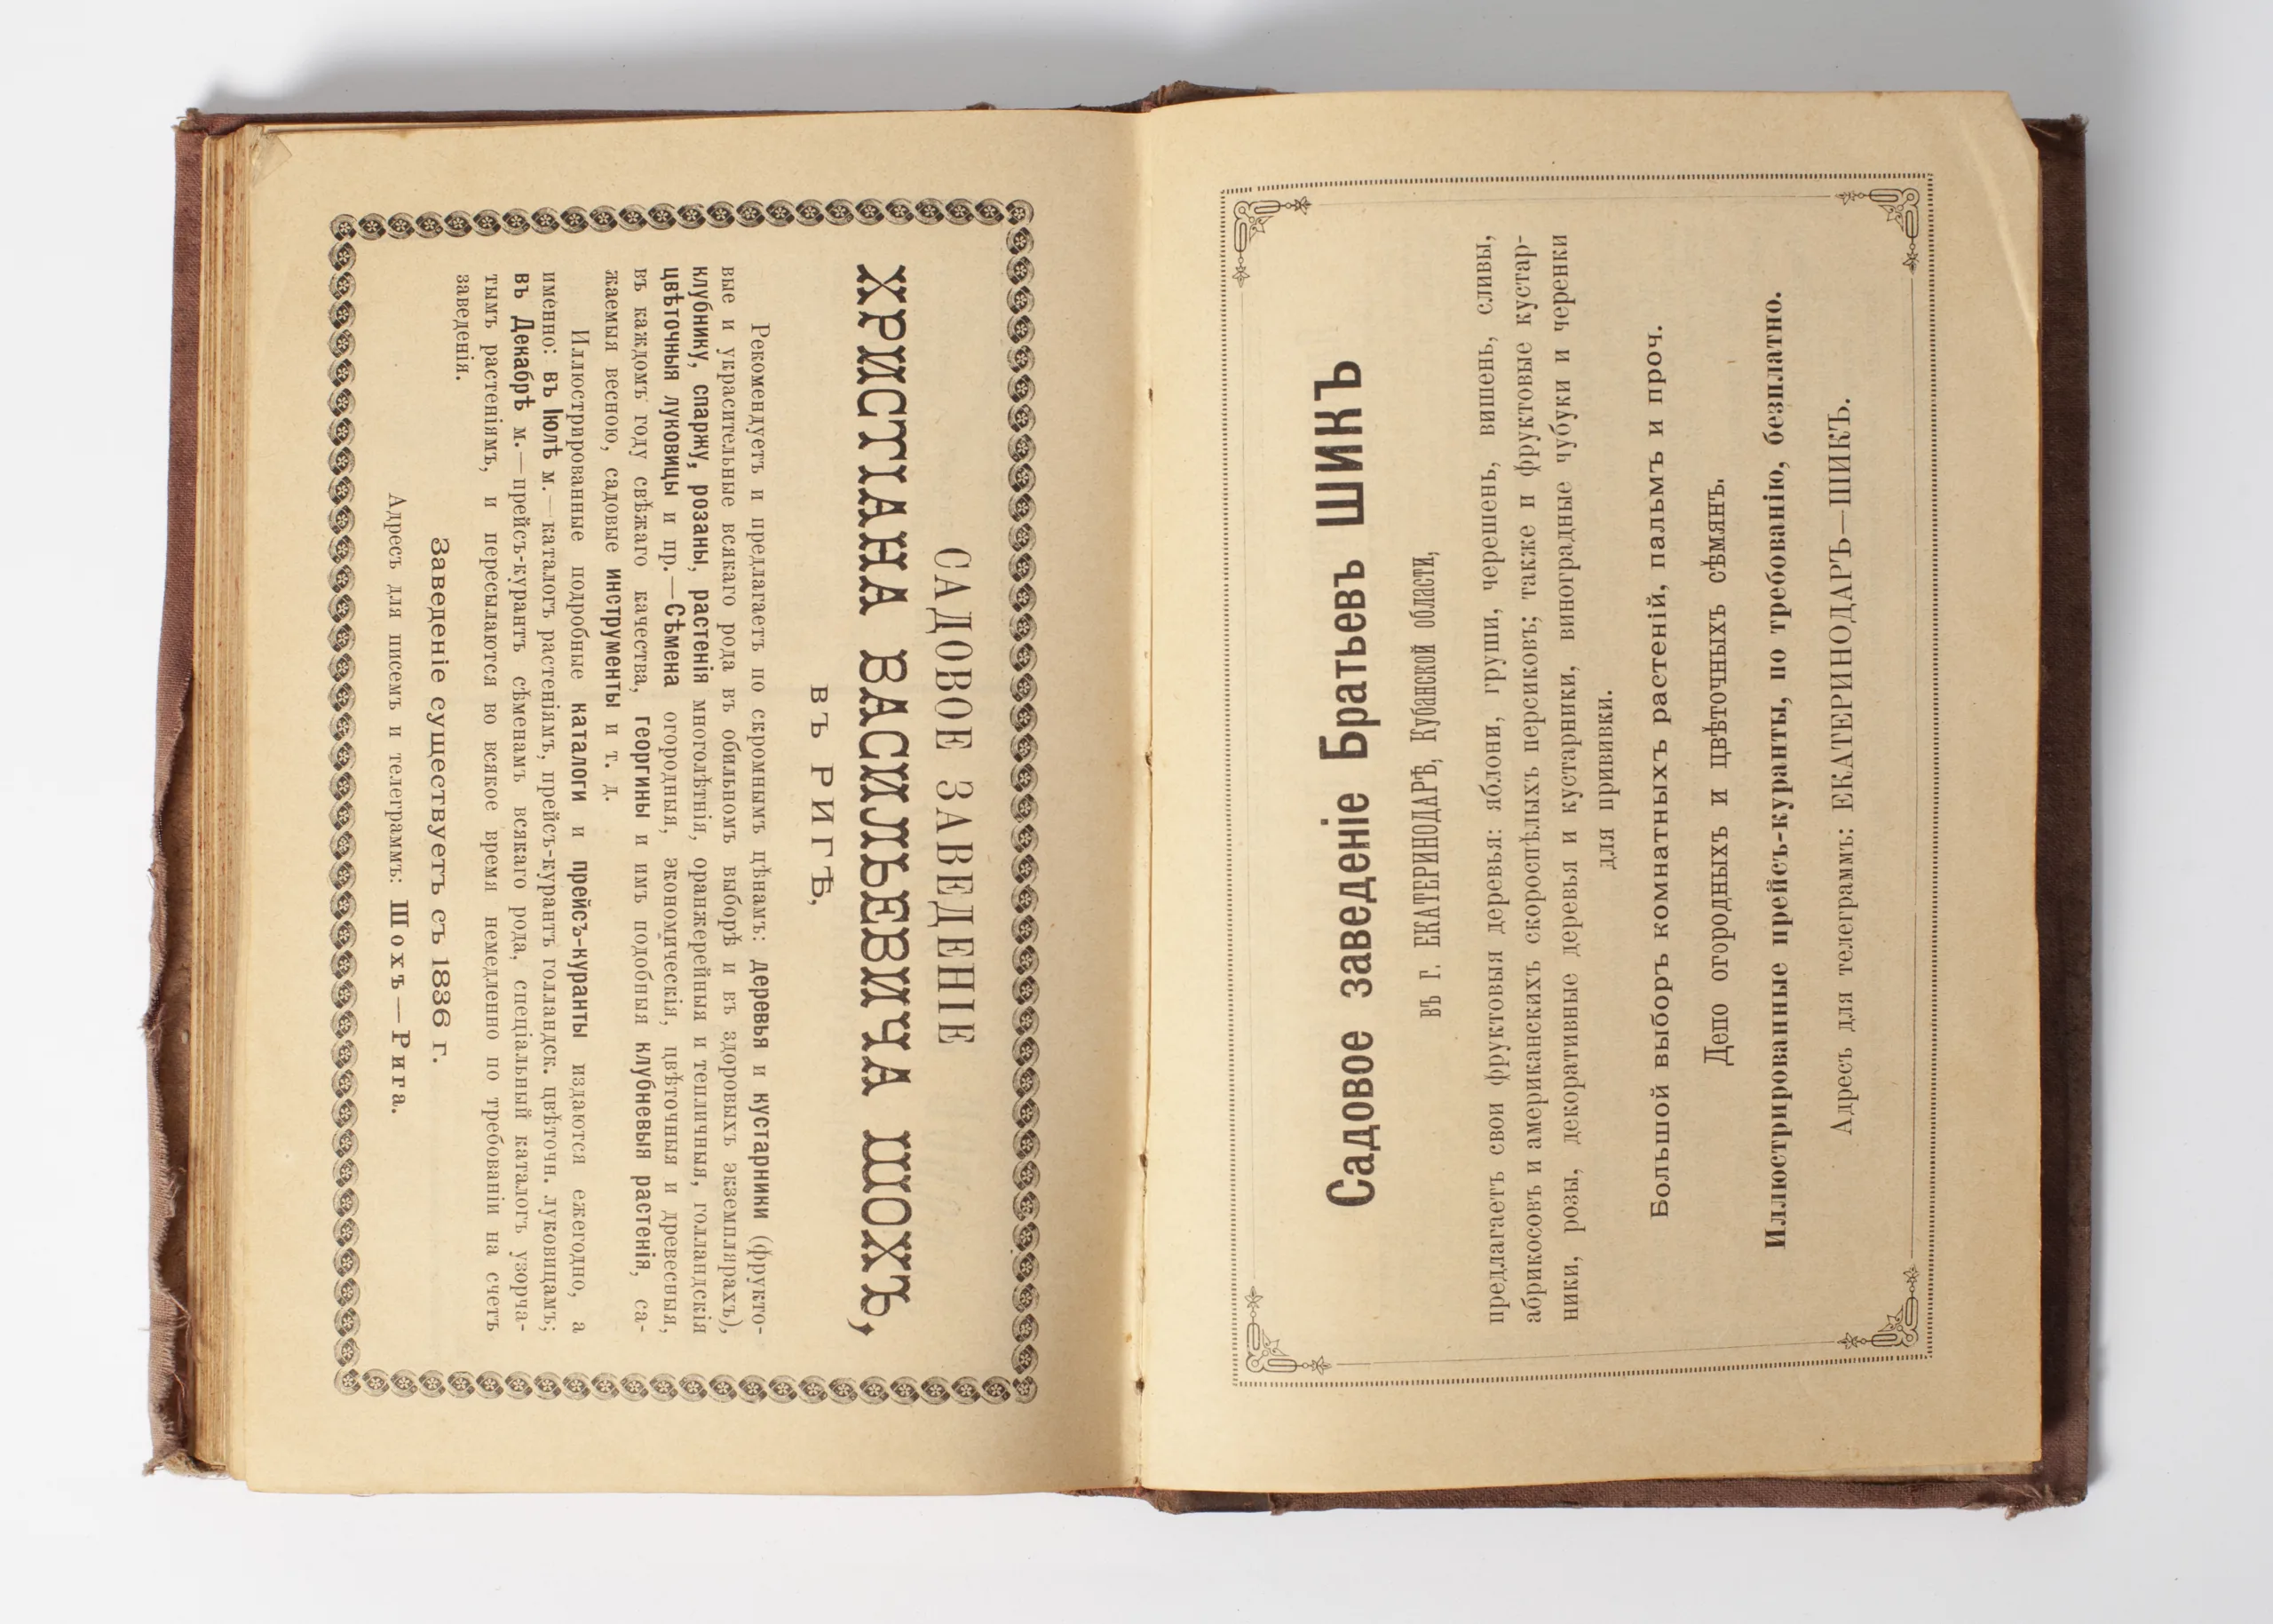 САДОВОЕ ЗАВЕДЕНІЕ
ХРИСТІАНА ВАСИЛЬЕВИЧА ШОХЪ,
ВЪ РИГѢ,
Рекомендуетъ и предлагаетъ по скромнымъ цѣнамъ: деревья и кустарники (фрукто-
вые и украсительные всякаго рода въ обильномъ выборѣ и въ здоровыхъ экземплярахъ),
клубнику, спаржу, розаны, растенія многолѣтнія, оранжерейныя и тепличныя, голландскія
цвѣточныя луковицы и пр.—Сѣмена огородныя, экономическія, цвѣточныя и древесныя,
въ каждомъ году свѣжаго качества, георгины и имъ подобныя клубневыя растенія, са-
жаемыя весною, садовые инструменты и т. д.
Иллюстрированные подробные каталоги и прейсъ-куранты издаются ежегодно, а
именно: въ Іюлѣ м.—каталогъ растеніямъ, прейсъ-курантъ голландск. цвѣточн. луковицамъ;
въ Декабрѣ м.—прейсъ-курантъ сѣменамъ всякаго рода, спеціальный каталогъ узорча-
тымъ растеніямъ, и пересылаются во всякое время немедленно по требованіи на счетъ
заведенія.
Заведеніе существуетъ съ 1836 г.
Адресъ для писемъ и телеграммъ: Шохъ—Рига.
Садовое заведеніе Братьевъ ШИКЪ
въ г. ЕКАТЕРИНОДАРѢ, Кубанской области,
предлагаетъ свои фруктовыя деревья: яблони, груши, черешень, вишень, сливы,
абрикосовъ и американскихъ скороспѣлыхъ персиковъ; также и фруктовые кустар-
ники, розы, декоративные деревья и кустарники, виноградные чубуки и черенки
для прививки.
Большой выборъ комнатныхъ растеній, пальмъ и проч.
Депо огородныхъ и цвѣточныхъ сѣмянъ.
Иллюстрированные прейсъ-куранты, по требованію, безплатно.
Адресъ для телеграммъ: ЕКАТЕРИНОДАРЪ—ШИКЪ.